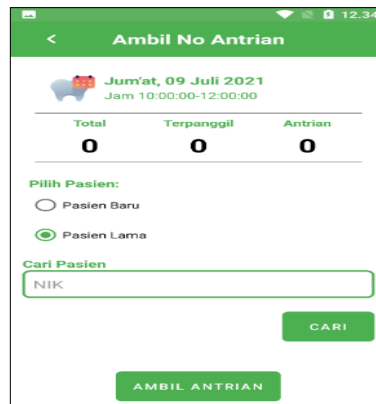 12.34
< Ambil No Antrian
Jum'at, 09 Juli 2021
Jam 10:00:00-12:00:00
Total Terpanggil Antrian
0 0 0
Pilih Pasien:
Pasien Baru
Pasien Lama
Cari Pasien
NIK
CARI
AMBIL ANTRIAN